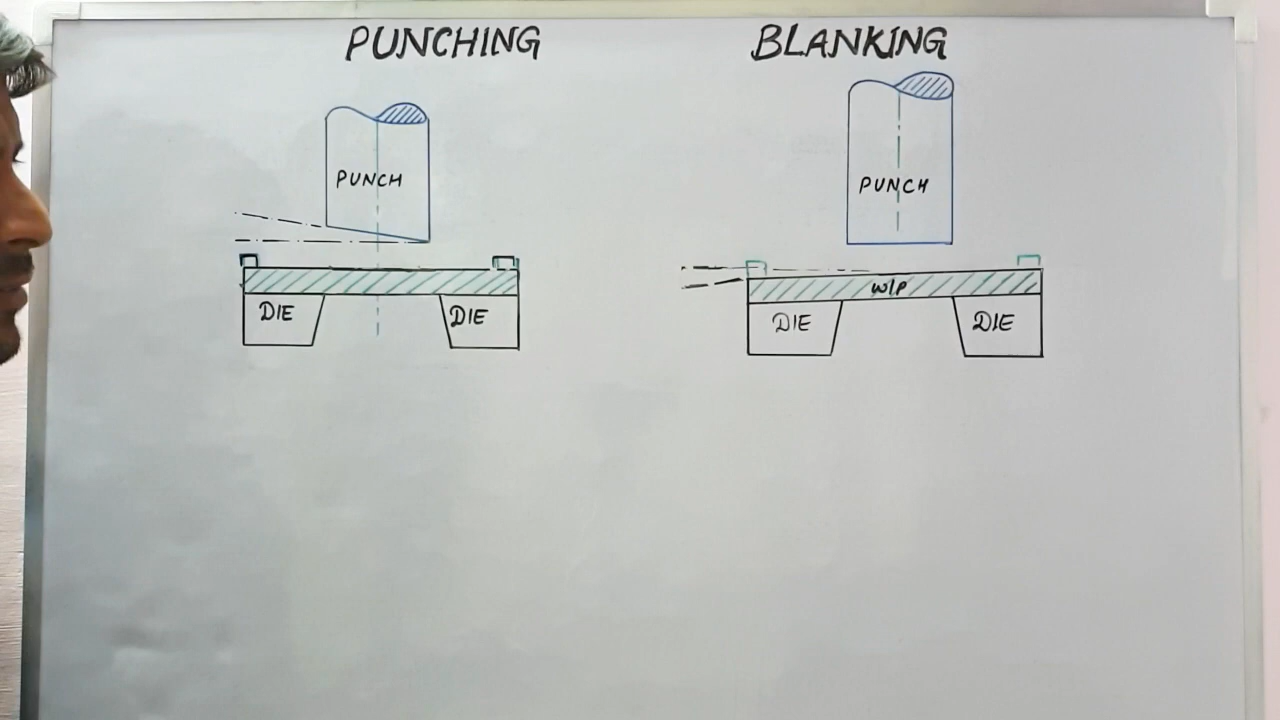 PUNCHING
PUNCH
DIE DIE
BLANKING
PUNCH
W/P
DIE DIE